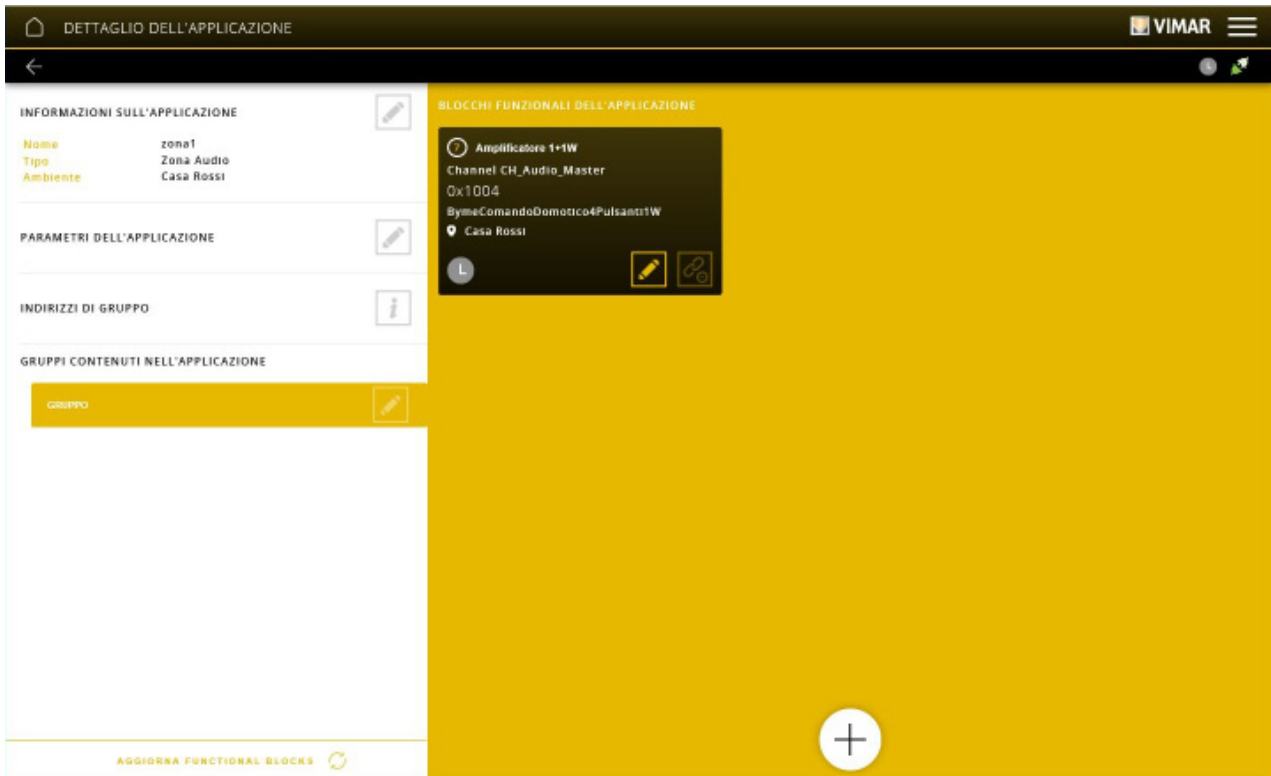 DETTAGLIO DELL'APPLICAZIONE
VIMAR
INFORMAZIONI SULL'APPLICAZIONE
Nome zona1
Tipo Zona Audio
Ambiente Casa Rossi
PARAMETRI DELL'APPLICAZIONE
INDIRIZZI DI GRUPPO
i
GRUPPI CONTENUTI NELL'APPLICAZIONE
GRUPPO
AGGIORNA FUNCTIONAL BLOCKS
BLOCCHI FUNZIONALI DELL'APPLICAZIONE
? Amplificatore 1+1W
Channel CH_Audio_Master
0x1004
BymeComandoDomotico4Pulsanti1W
Casa Rossi
L